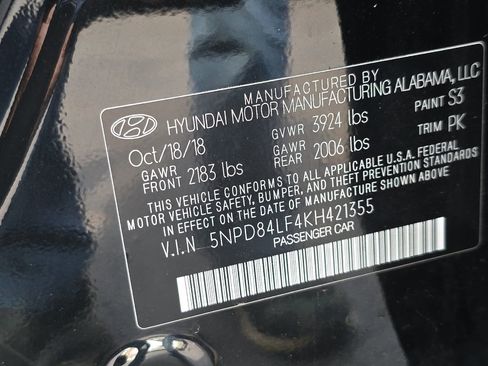 MANUFACTURED BY
HYUNDAI MOTOR MANUFACTURING ALABAMA, LLC
Oct/18/18 GVWR 3924 lbs PAINT S3
GAWR FRONT 2183 lbs GAWR REAR 2006 lbs TRIM PK
THIS VEHICLE CONFORMS TO ALL APPLICABLE U.S.A. FEDERAL
MOTOR VEHICLE SAFETY, BUMPER, AND THEFT PREVENTION STANDARDS
IN EFFECT ON THE DATE OF MANUFACTURE SHOWN ABOVE.
V.I.N 5NPD84LF4KH421355
PASSENGER CAR